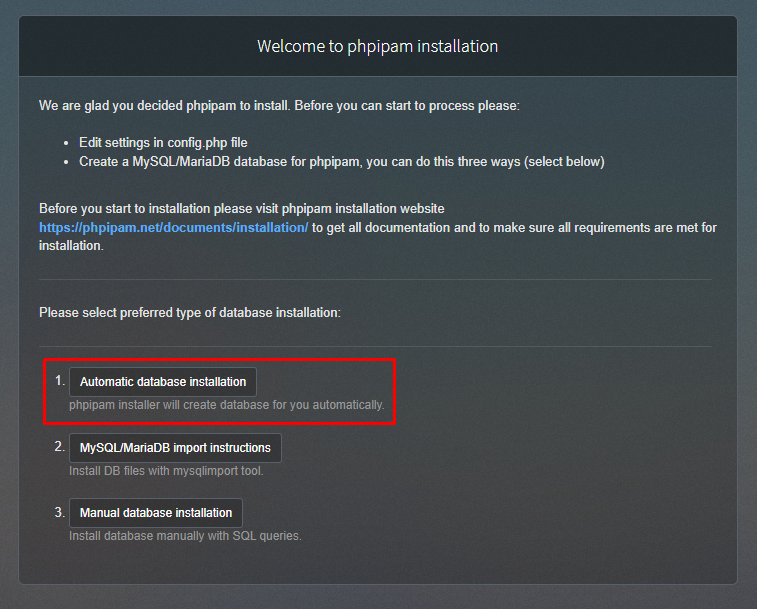 Welcome to phpipam installation
We are glad you decided phpipam to install. Before you can start to process please:
• Edit settings in config.php file
• Create a MySQL/MariaDB database for phpipam, you can do this three ways (select below)
Before you start to installation please visit phpipam installation website
https://phpipam.net/documents/installation/ to get all documentation and to make sure all requirements are met for
installation.
Please select preferred type of database installation:
1. Automatic database installation
phpipam installer will create database for you automatically.
2. MySQL/MariaDB import instructions
Install DB files with mysqlimport tool.
3. Manual database installation
Install database manually with SQL queries.